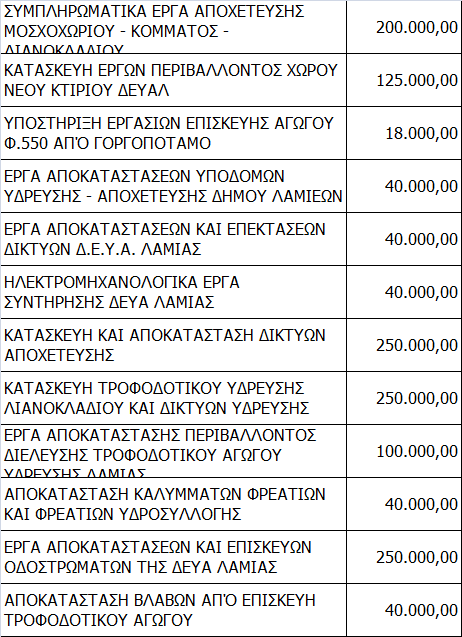 ΣΥΜΠΛΗΡΩΜΑΤΙΚΑ ΕΡΓΑ ΑΠΟΧΕΤΕΥΣΗΣ
ΜΟΣΧΟΧΩΡΙΟΥ - ΚΟΜΜΑΤΟΣ -
ΛΙΑΝΟΚΛΑΔΙΟΥ
200.000,00
ΚΑΤΑΣΚΕΥΗ ΕΡΓΩΝ ΠΕΡΙΒΑΛΛΟΝΤΟΣ ΧΩΡΟΥ
ΝΕΟΥ ΚΤΙΡΙΟΥ ΔΕΥΑΛ
125.000,00
ΥΠΟΣΤΗΡΙΞΗ ΕΡΓΑΣΙΩΝ ΕΠΙΣΚΕΥΗΣ ΑΓΩΓΟΥ
Φ.550 ΑΠΌ ΓΟΡΓΟΠΟΤΑΜΟ
18.000,00
ΕΡΓΑ ΑΠΟΚΑΤΑΣΤΑΣΕΩΝ ΥΠΟΔΟΜΩΝ
ΥΔΡΕΥΣΗΣ - ΑΠΟΧΕΤΕΥΣΗΣ ΔΗΜΟΥ ΛΑΜΙΕΩΝ
40.000,00
ΕΡΓΑ ΑΠΟΚΑΤΑΣΤΑΣΕΩΝ ΚΑΙ ΕΠΕΚΤΑΣΕΩΝ
ΔΙΚΤΥΩΝ Δ.Ε.Υ.Α. ΛΑΜΙΑΣ
40.000,00
ΗΛΕΚΤΡΟΜΗΧΑΝΟΛΟΓΙΚΑ ΕΡΓΑ
ΣΥΝΤΗΡΗΣΗΣ ΔΕΥΑ ΛΑΜΙΑΣ
40.000,00
ΚΑΤΑΣΚΕΥΗ ΚΑΙ ΑΠΟΚΑΤΑΣΤΑΣΗ ΔΙΚΤΥΩΝ
ΑΠΟΧΕΤΕΥΣΗΣ
250.000,00
ΚΑΤΑΣΚΕΥΗ ΤΡΟΦΟΔΟΤΙΚΟΥ ΥΔΡΕΥΣΗΣ
ΛΙΑΝΟΚΛΑΔΙΟΥ ΚΑΙ ΔΙΚΤΥΩΝ ΥΔΡΕΥΣΗΣ
250.000,00
ΕΡΓΑ ΑΠΟΚΑΤΑΣΤΑΣΗΣ ΠΕΡΙΒΑΛΛΟΝΤΟΣ
ΔΙΕΛΕΥΣΗΣ ΤΡΟΦΟΔΟΤΙΚΟΥ ΑΓΩΓΟΥ
ΥΔΡΕΥΣΗΣ ΛΑΜΙΑΣ
100.000,00
ΑΠΟΚΑΤΑΣΤΑΣΗ ΚΑΛΥΜΜΑΤΩΝ ΦΡΕΑΤΙΩΝ
ΚΑΙ ΦΡΕΑΤΙΩΝ ΥΔΡΟΣΥΛΛΟΓΗΣ
40.000,00
ΕΡΓΑ ΑΠΟΚΑΤΑΣΤΑΣΕΩΝ ΚΑΙ ΕΠΙΣΚΕΥΩΝ
ΟΔΟΣΤΡΩΜΑΤΩΝ ΤΗΣ ΔΕΥΑ ΛΑΜΙΑΣ
250.000,00
ΑΠΟΚΑΤΑΣΤΑΣΗ ΒΛΑΒΩΝ ΑΠΌ ΕΠΙΣΚΕΥΗ
ΤΡΟΦΟΔΟΤΙΚΟΥ ΑΓΩΓΟΥ
40.000,00